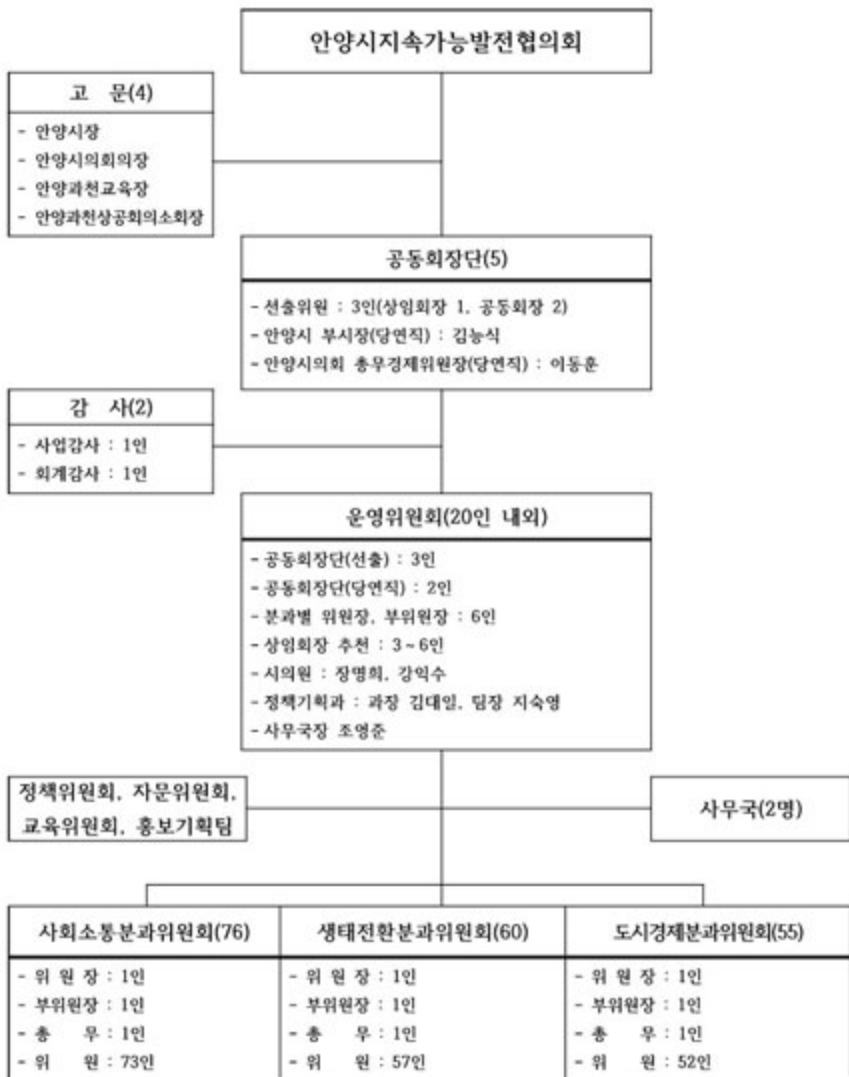 안양시지속가능발전협의회
고 문(4)
- 안양시장
- 안양시의회의장
- 안양과천교육장
- 안양과천상공회의소회장
공동회장단(5)
- 선출위원 : 3인(상임회장 1, 공동회장 2)
- 안양시 부시장(당연직) : 김능식
- 안양시의회 총무경제위원장(당연직) : 이동훈
감 사(2)
- 사업감사 : 1인
- 회계감사 : 1인
운영위원회(20인 내외)
- 공동회장단(선출) : 3인
- 공동회장단(당연직) : 2인
- 분과별 위원장, 부위원장 : 6인
- 상임회장 추천 : 3~6인
- 시의원 : 장명희, 강익수
- 정책기획과 : 과장 김대일, 팀장 지숙영
- 사무국장 조영준
정책위원회, 자문위원회,
교육위원회, 홍보기획팀
사무국(2명)
사회소통분과위원회(76)
- 위 원 장 : 1인
- 부위원장 : 1인
- 총 무 : 1인
- 위 원 : 73인
생태전환분과위원회(60)
- 위 원 장 : 1인
- 부위원장 : 1인
- 총 무 : 1인
- 위 원 : 57인
도시경제분과위원회(55)
- 위 원 장 : 1인
- 부위원장 : 1인
- 총 무 : 1인
- 위 원 : 52인